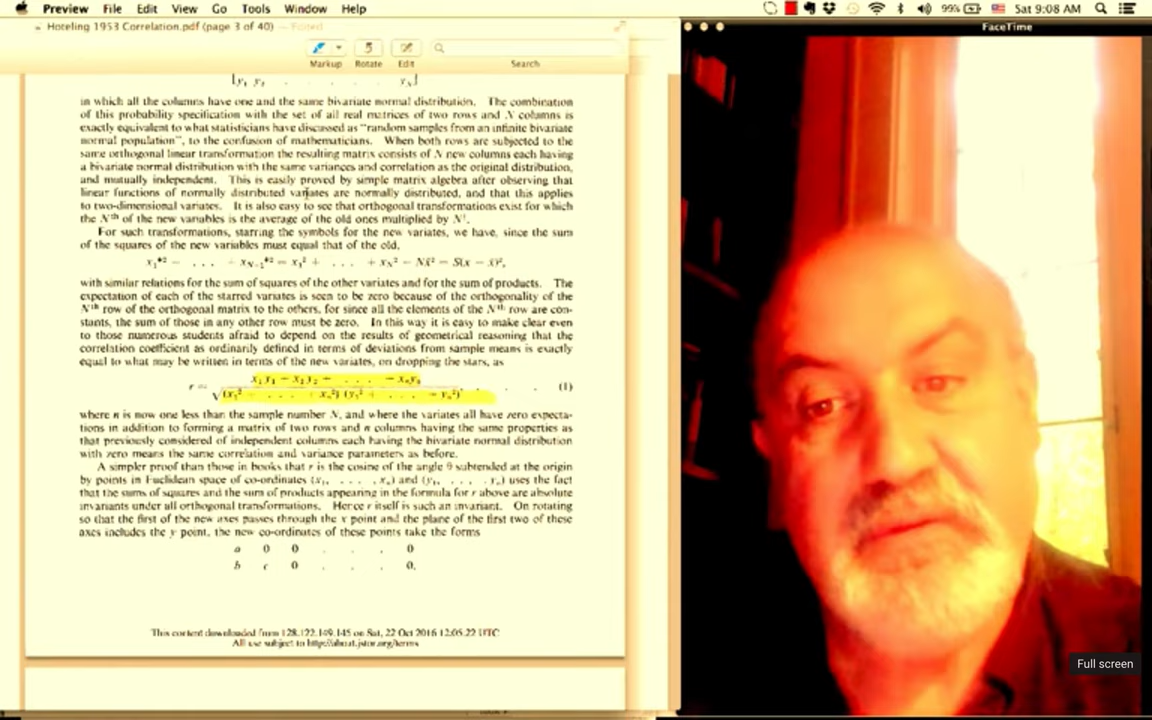 Preview File Edit View Go Tools Window Help
99% Sat 9:08 AM
Hoteling 1953 Correlation.pdf (page 3 of 40) — Edited
FaceTime
Markup Rotate Edit Search
in which all the columns have one and the same bivariate normal distribution. The combination
of this probability specification with the set of all real matrices of two rows and N columns is
exactly equivalent to what statisticians have discussed as "random samples from an infinite bivariate
normal population", to the confusion of mathematicians. When both rows are subjected to the
same orthogonal linear transformation the resulting matrix consists of N new columns each having
a bivariate normal distribution with the same variances and correlation as the original distribution,
and mutually independent. This is easily proved by simple matrix algebra after observing that
linear functions of normally distributed variates are normally distributed, and that this applies
to two-dimensional variates. It is also easy to see that orthogonal transformations exist for which
the Nth of the new variables is the average of the old ones multiplied by
For such transformations, starring the symbols for the new variates, we have, since the sum
of the squares of the new variables must equal that of the old,
with similar relations for the sum of squares of the other variates and for the sum of products. The
expectation of each of the starred variates is seen to be zero because of the orthogonality of the
Nth row of the orthogonal matrix to the others, for since all the elements of the Nth row are con-
stants, the sum of those in any other row must be zero. In this way it is easy to make clear even
to those numerous students afraid to depend on the results of geometrical reasoning that the
correlation coefficient as ordinarily defined in terms of deviations from sample means is exactly
equal to what may be written in terms of the new variates, on dropping the stars, as
(1)
where n is now one less than the sample number N, and where the variates all have zero expecta-
tions in addition to forming a matrix of two rows and n columns having the same properties as
that previously considered of independent columns each having the bivariate normal distribution
with zero means the same correlation and variance parameters as before.
A simpler proof than those in books that r is the cosine of the angle θ subtended at the origin
by points in Euclidean space of co-ordinates (x₁, . . . , xₙ) and (y₁, . . . , yₙ) uses the fact
that the sums of squares and the sum of products appearing in the formula for r above are absolute
invariants under all orthogonal transformations. Hence r itself is such an invariant. On rotating
so that the first of the new axes passes through the x point and the plane of the first two of these
axes includes the y point, the new co-ordinates of these points take the forms
a 0 0 . . . 0
b c 0 . . . 0.
This content downloaded from 128.122.149.145 on Sat, 22 Oct 2016 12:05:22 UTC
All use subject to http://about.jstor.org/terms
Full screen